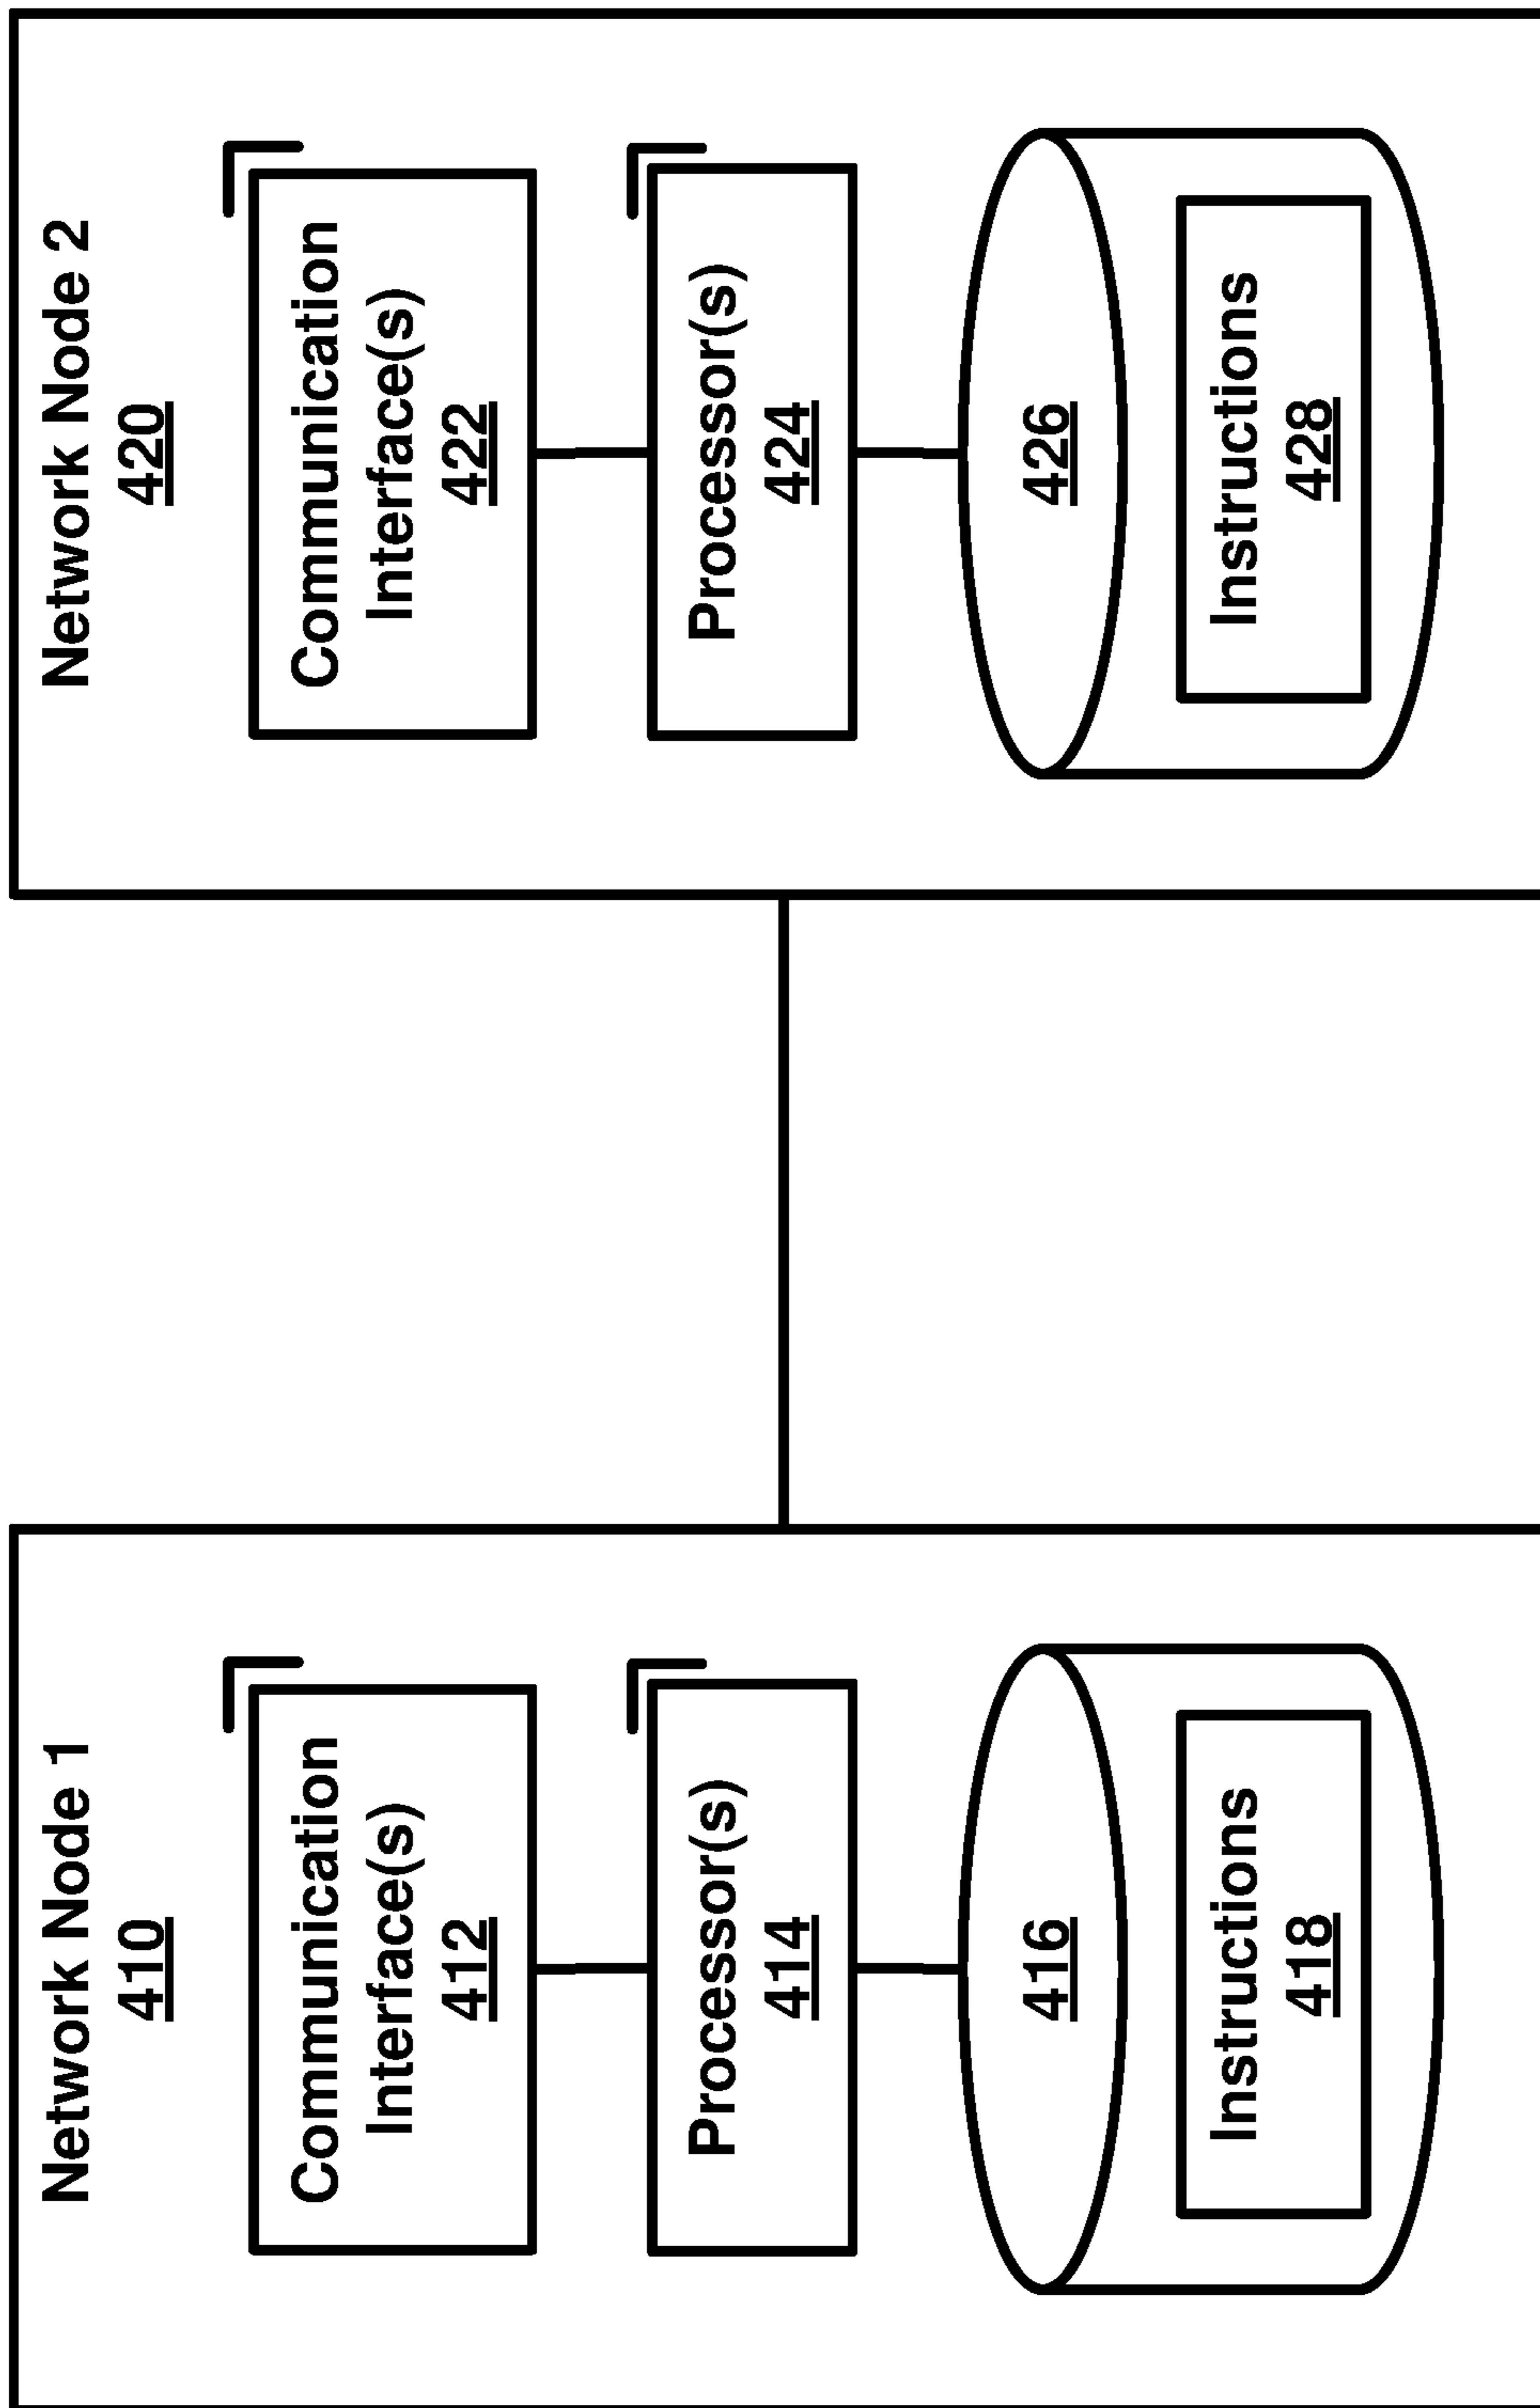 Network Node 1
410
Communication
Interface(s)
412
Processor(s)
414
416
Instructions
418
Network Node 2
420
Communication
Interface(s)
422
Processor(s)
424
426
Instructions
428